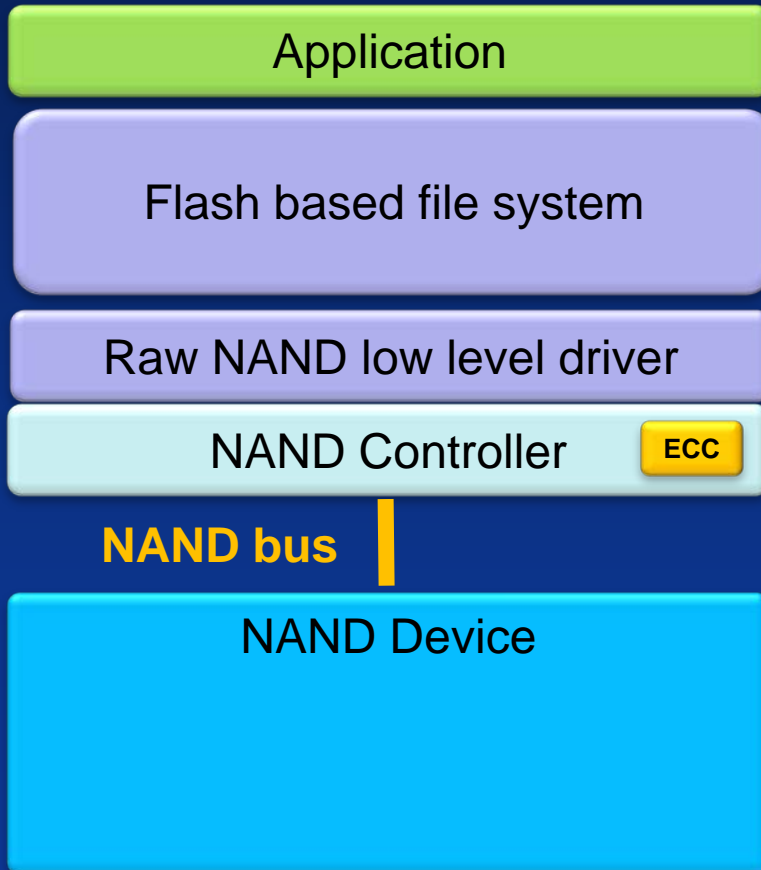 Application
Flash based file system
Raw NAND low level driver
NAND Controller ECC
NAND bus
NAND Device